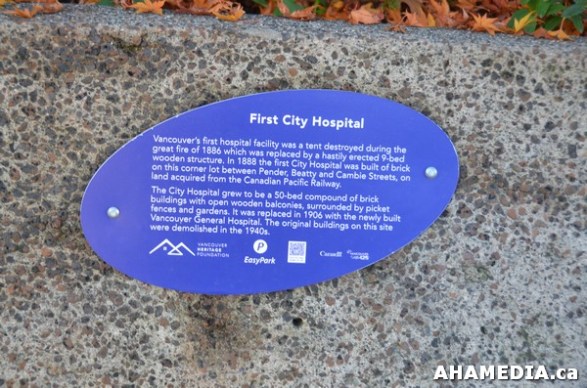 First City Hospital
Vancouver's first hospital facility was a tent destroyed during the
great fire of 1886 which was replaced by a hastily erected 9-bed
wooden structure. In 1888 the first City Hospital was built of brick
on this corner lot between Pender, Beatty and Camble Streets, on
land acquired from the Canadian Pacific Railway.
The City Hospital grew to be a 50-bed compound of brick
buildings with open wooden balconies, surrounded by picket
fences and gardens. It was replaced in 1906 with the newly built
Vancouver General Hospital. The original buildings on this site
were demolished in the 1940s.
VANCOUVER
HERITAGE
FOUNDATION
P
EasyPark
Canada
AHAMEDIA.ca